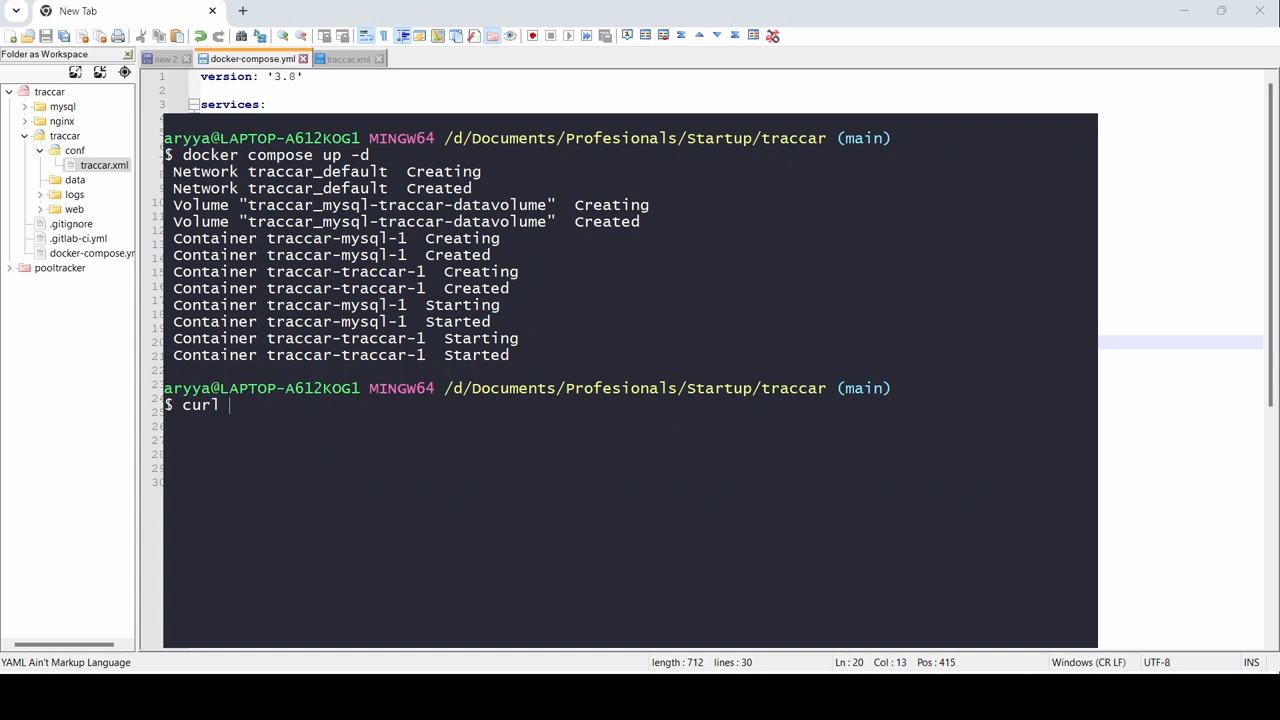 New Tab
Folder as Workspace
new 2
docker-compose.yml
traccar.xml
traccar
mysql
nginx
traccar
conf
traccar.xml
data
logs
web
.gitignore
.gitlab-ci.yml
docker-compose.yr
pooltracker
1 version: '3.8'
2
3 services:
aryya@LAPTOP-A612KOG1 MINGW64 /d/Documents/Profesionals/Startup/traccar (main)
$ docker compose up -d
Network traccar_default Creating
Network traccar_default Created
Volume "traccar_mysql-traccar-datavolume" Creating
Volume "traccar_mysql-traccar-datavolume" Created
Container traccar-mysql-1 Creating
Container traccar-mysql-1 Created
Container traccar-traccar-1 Creating
Container traccar-traccar-1 Created
Container traccar-mysql-1 Starting
Container traccar-mysql-1 Started
Container traccar-traccar-1 Starting
Container traccar-traccar-1 Started
aryya@LAPTOP-A612KOG1 MINGW64 /d/Documents/Profesionals/Startup/traccar (main)
$ curl
YAML Ain't Markup Language
length : 712 lines : 30
Ln : 20 Col : 13 Pos : 415
Windows (CR LF)
UTF-8
INS